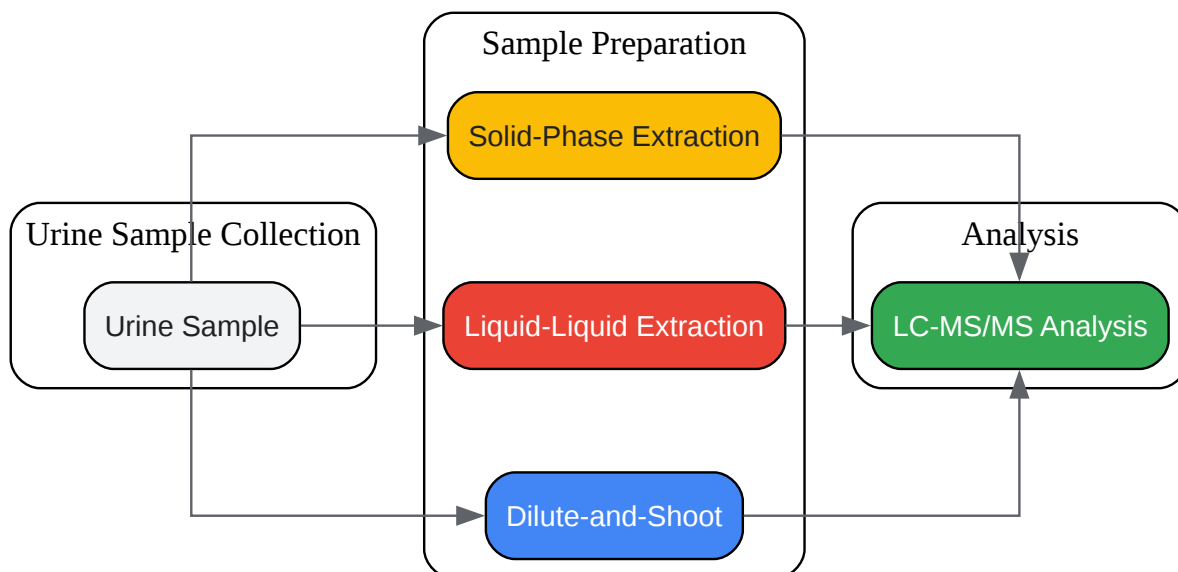 Sample Preparation
Solid-Phase Extraction
Urine Sample Collection
Analysis
Urine Sample
Liquid-Liquid Extraction
LC-MS/MS Analysis
Dilute-and-Shoot